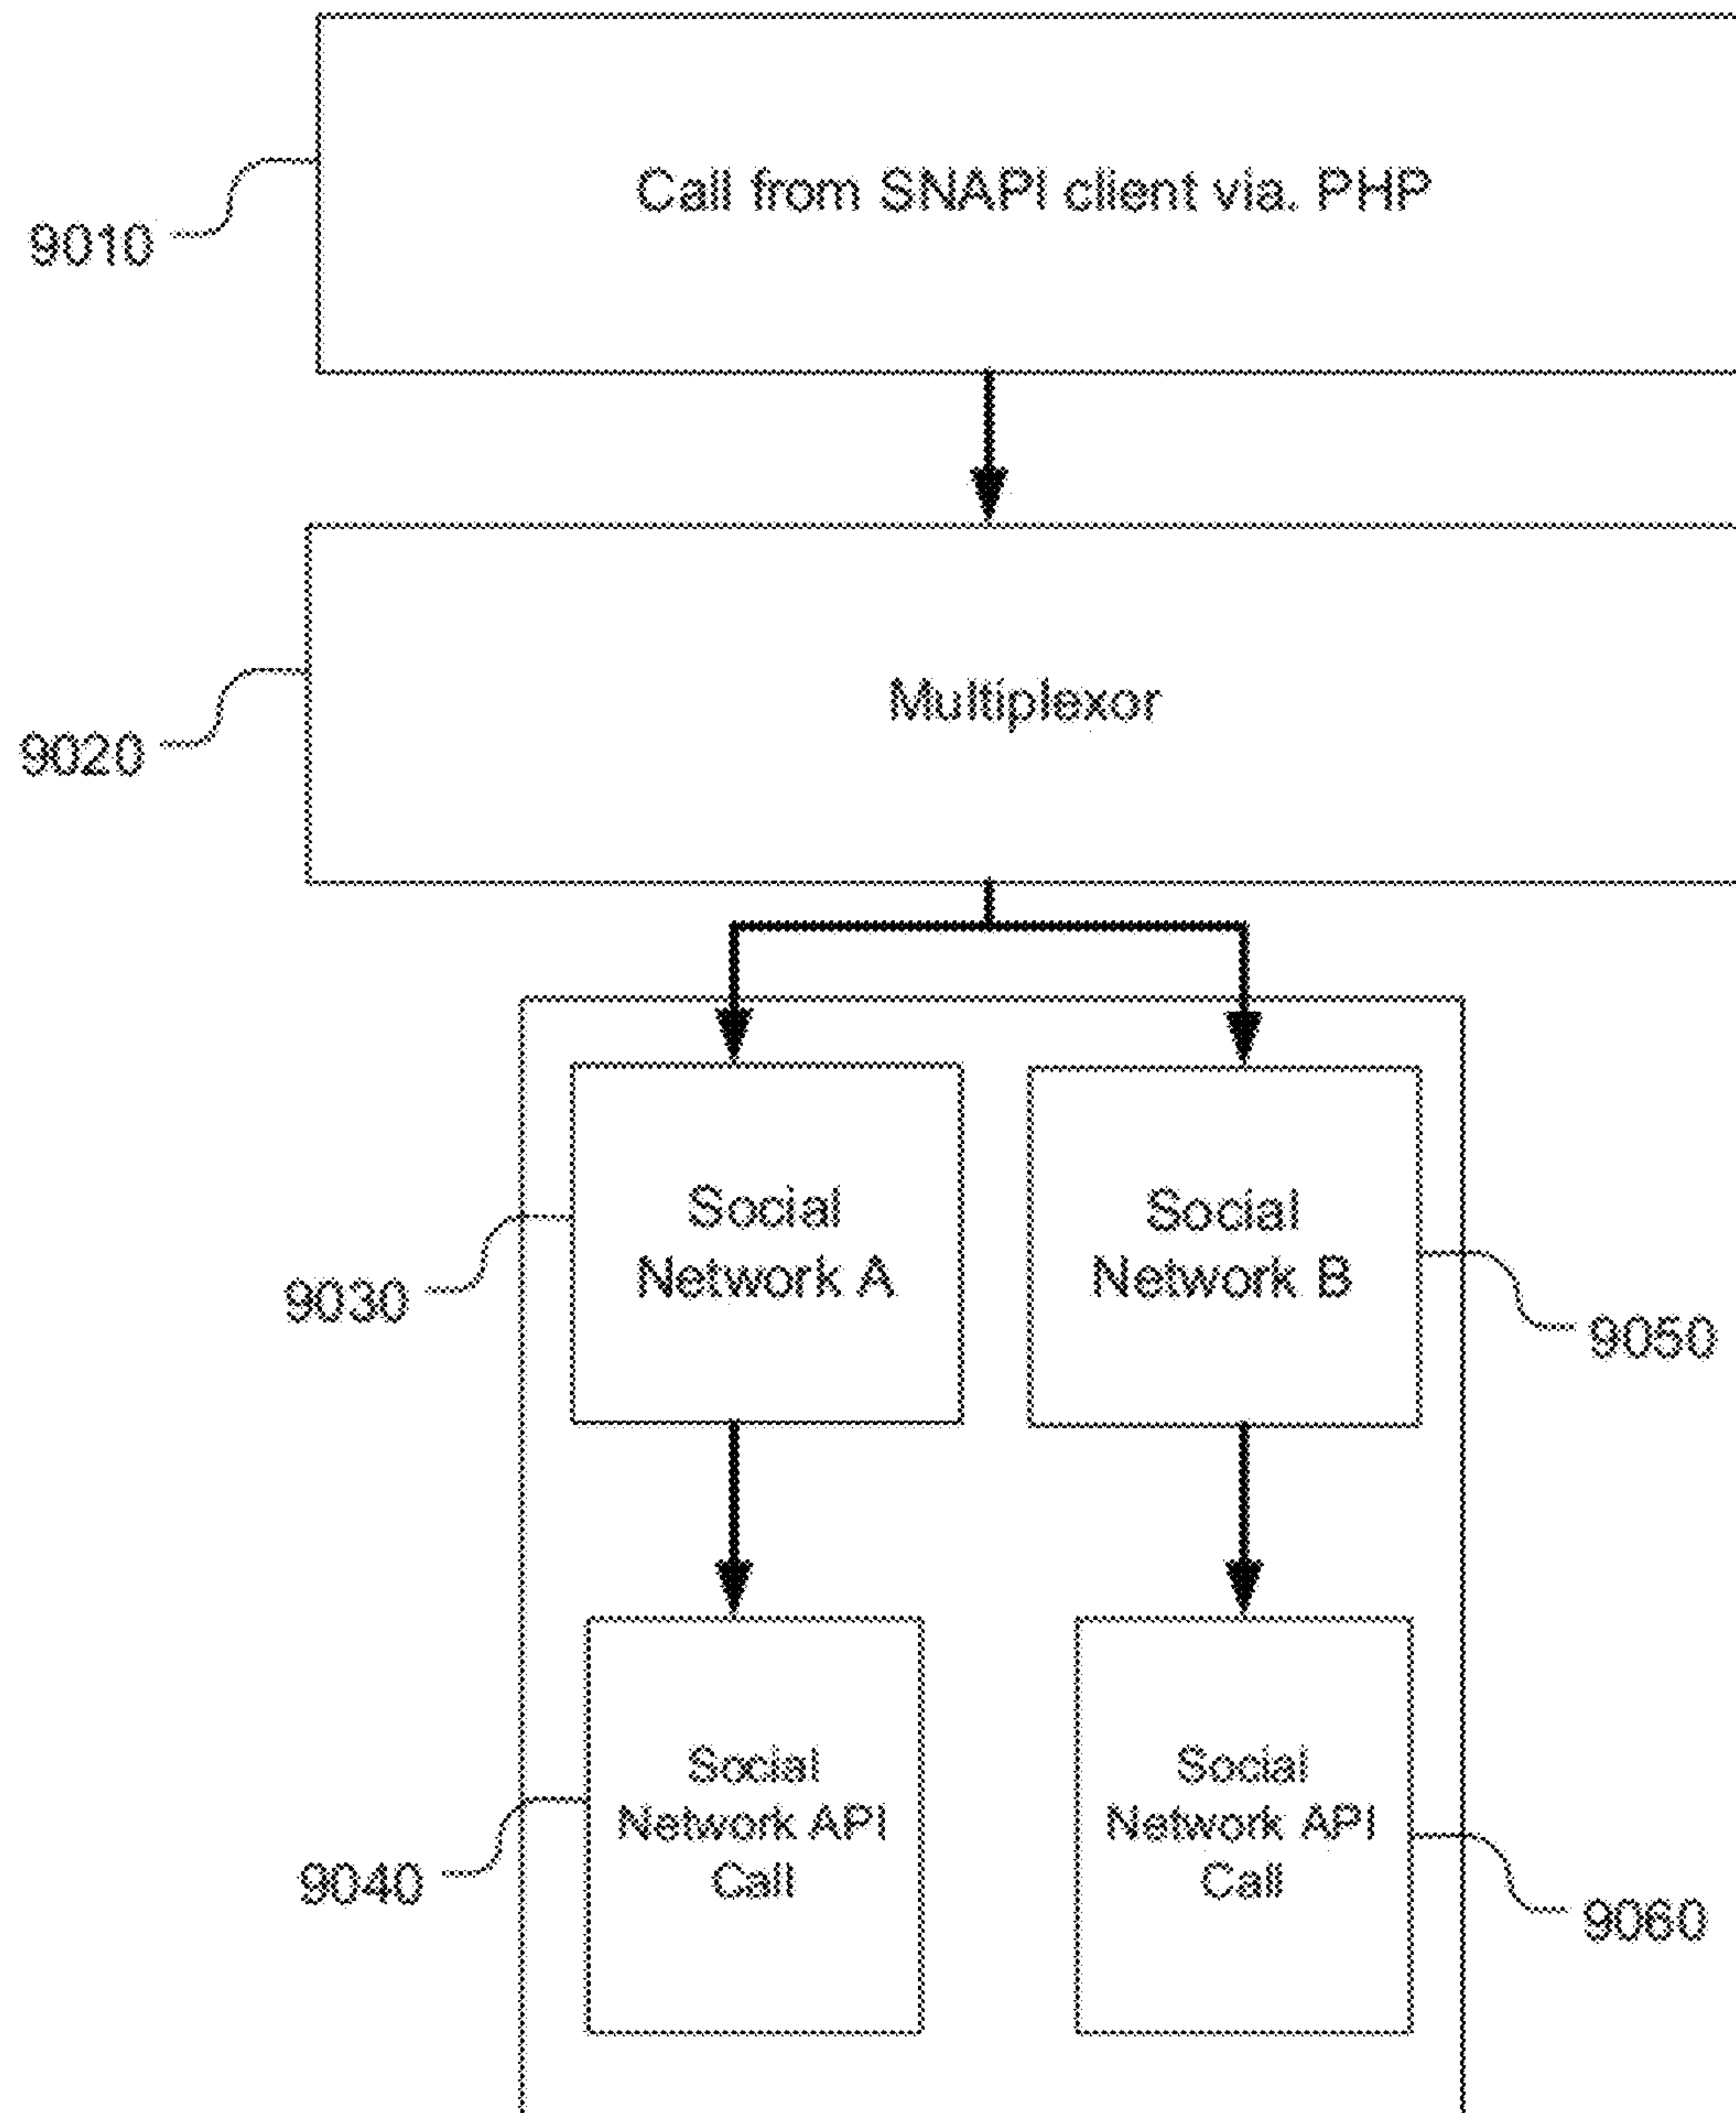 Call from SNAPI client via. PHP
9010
Multiplexor
9020
Social
Network A
9030
Social
Network B
9050
Social
Network API
Call
9040
Social
Network API
Call
9060